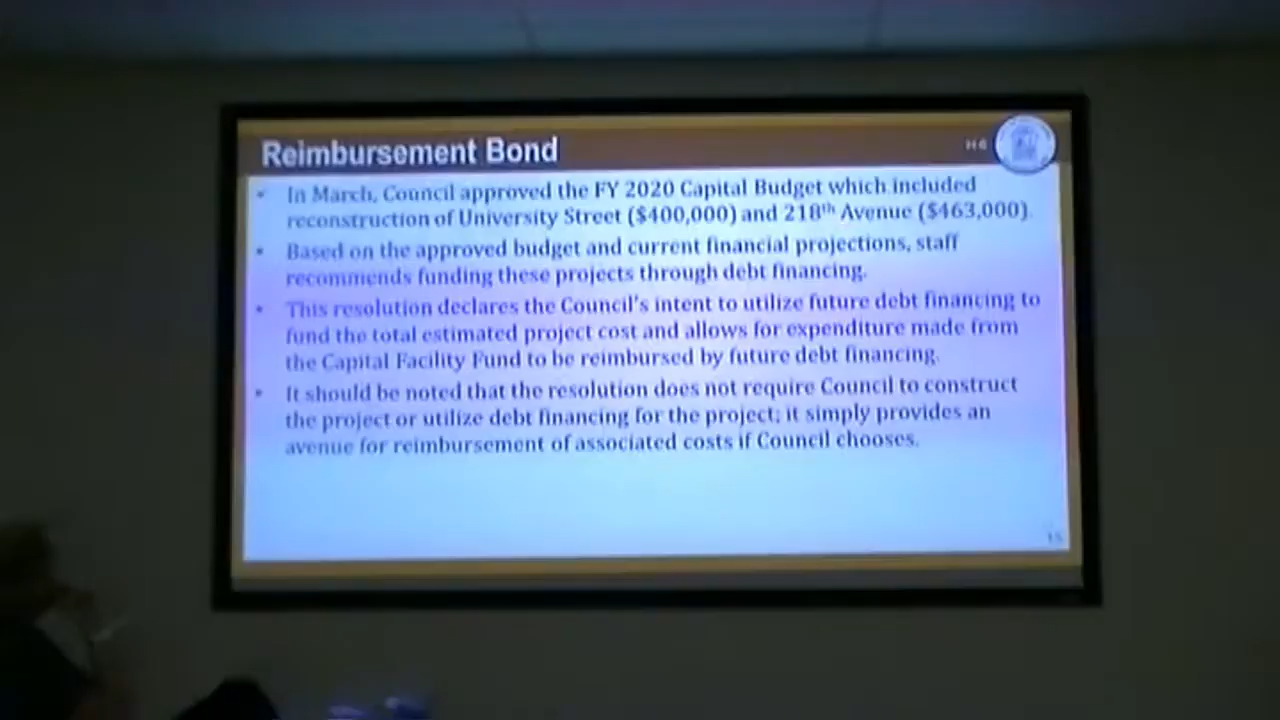 Reimbursement Bond
H6
• In March, Council approved the FY 2020 Capital Budget which included
reconstruction of University Street ($400,000) and 218th Avenue ($463,000).
• Based on the approved budget and current financial projections, staff
recommends funding these projects through debt financing.
• This resolution declares the Council's intent to utilize future debt financing to
fund the total estimated project cost and allows for expenditure made from
the Capital Facility Fund to be reimbursed by future debt financing.
• It should be noted that the resolution does not require Council to construct
the project or utilize debt financing for the project; it simply provides an
avenue for reimbursement of associated costs if Council chooses.
15